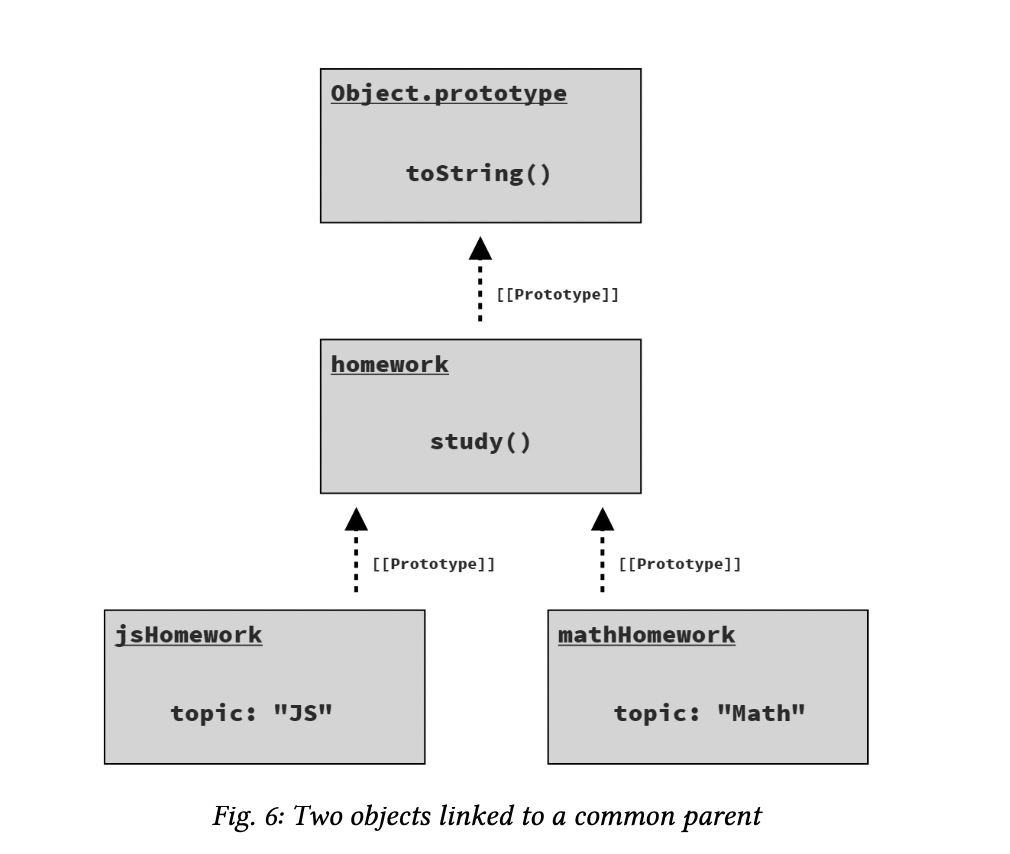 Object.prototype
toString()
[[Prototype]]
homework
study()
[[Prototype]]
[[Prototype]]
jsHomework
topic: "JS"
mathHomework
topic: "Math"
Fig. 6: Two objects linked to a common parent